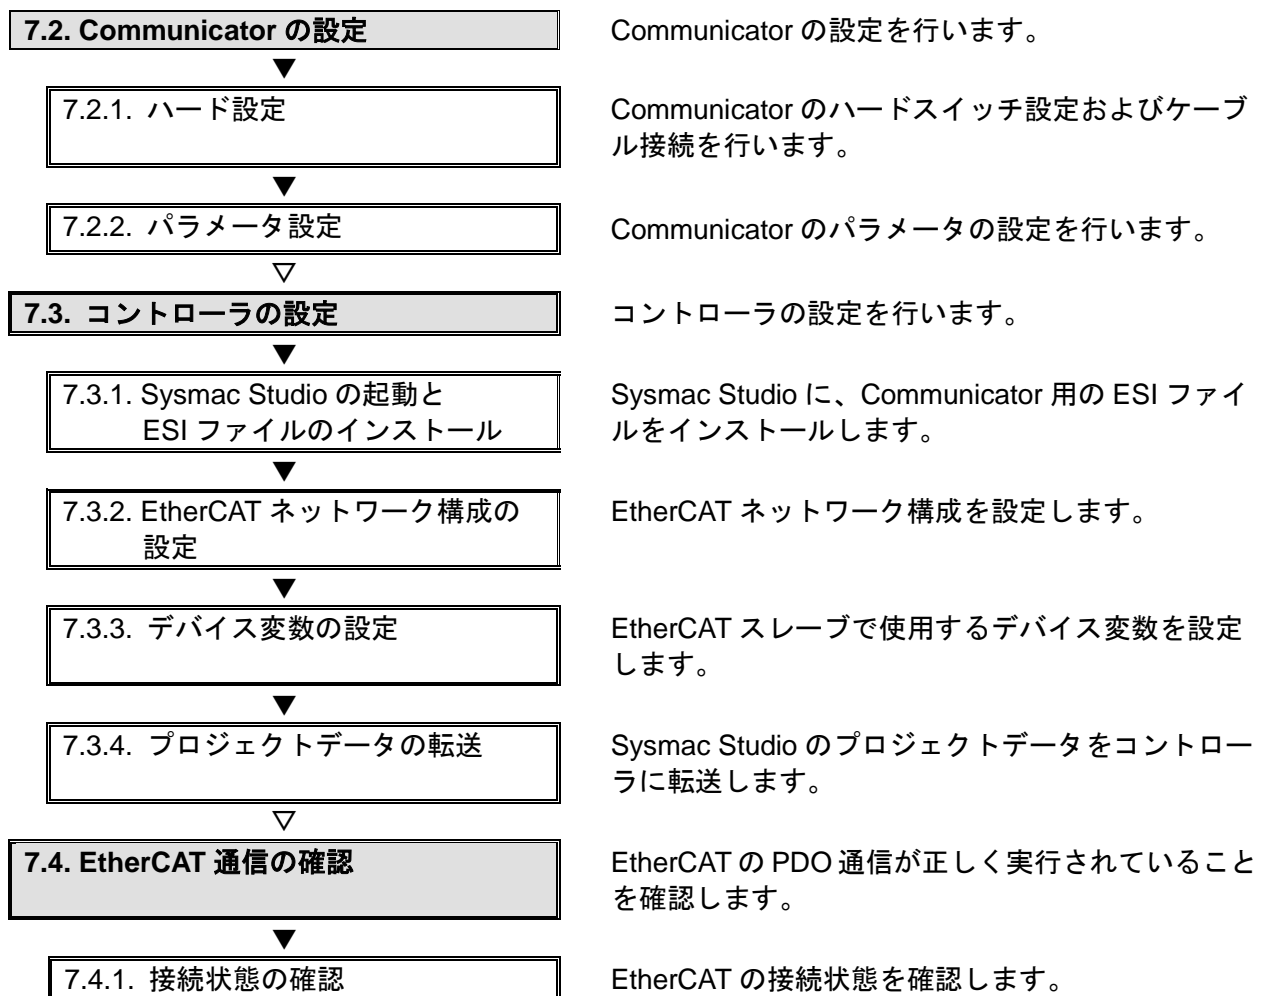 7.2. Communicator の設定
Communicator の設定を行います。
▼
7.2.1. ハード設定
Communicator のハードスイッチ設定およびケーブ
ル接続を行います。
▼
7.2.2. パラメータ設定
Communicator のパラメータの設定を行います。
▽
7.3. コントローラの設定
コントローラの設定を行います。
▼
7.3.1. Sysmac Studio の起動と
ESI ファイルのインストール
Sysmac Studio に、Communicator 用の ESI ファイ
ルをインストールします。
▼
7.3.2. EtherCAT ネットワーク構成の
設定
EtherCAT ネットワーク構成を設定します。
▼
7.3.3. デバイス変数の設定
EtherCAT スレーブで使用するデバイス変数を設定
します。
▼
7.3.4. プロジェクトデータの転送
Sysmac Studio のプロジェクトデータをコントロー
ラに転送します。
▽
7.4. EtherCAT 通信の確認
EtherCAT の PDO 通信が正しく実行されていること
を確認します。
▼
7.4.1. 接続状態の確認
EtherCAT の接続状態を確認します。